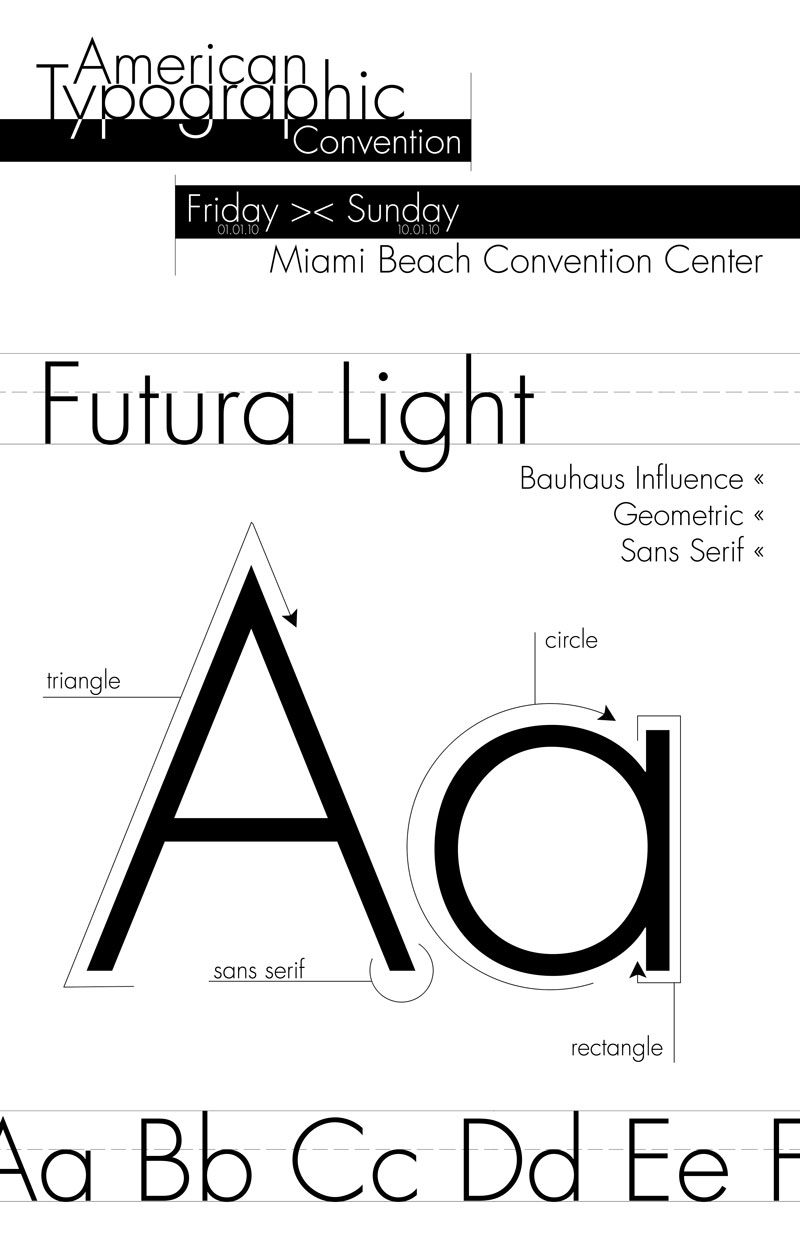 American
Typographic
Convention
Friday >< Sunday
01.01.10 10.01.10
Miami Beach Convention Center
Futura Light
Bauhaus Influence «
Geometric «
Sans Serif «
circle
triangle
Aa
sans serif
rectangle
Aa Bb Cc Dd Ee F